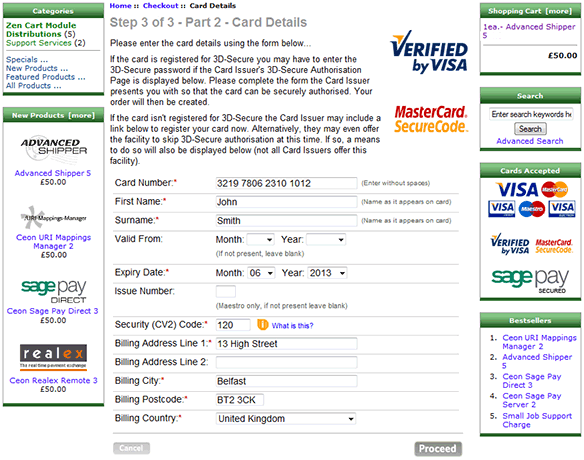 Categories
Zen Cart Module
Distributions (5)
Support Services (2)
Specials ...
New Products ...
Featured Products ...
All Products ...
New Products [more]
ADVANCED
SHIPPER
Advanced Shipper 5
£50.00
URI Mappings-Manager
Ceon URI Mappings
Manager 2
£50.00
sage pay
DIRECT
Ceon Sage Pay Direct 3
£50.00
realex
The real time payment exchange
Ceon Realex Remote 3
£50.00
Home :: Checkout :: Card Details
Step 3 of 3 - Part 2 - Card Details
Please enter the card details using the form below...
If the card is registered for 3D-Secure you may have to enter the
3D-Secure password if the Card Issuer's 3D-Secure Authorisation
Page is displayed below. Please complete the form the Card Issuer
presents you with so that the card can be securely authorised. Your
order will then be created.
If the card isn't registered for 3D-Secure the Card Issuer may include a
link below to register your card now. Alternatively, they may even offer
the facility to skip 3D-Secure authorisation at this time. If so, a means
to do so will also be displayed below (not all Card Issuers offer this
facility).
VERIFIED
by VISA
MasterCard.
SecureCode.
Card Number:* 3219 7806 2310 1012 (Enter without spaces)
First Name:* John (Name as it appears on card)
Surname:* Smith (Name as it appears on card)
Valid From: Month: Year:
(If not present, leave blank)
Expiry Date:* Month: 06 Year: 2013
Issue Number:
(Maestro only, if not present leave blank)
Security (CV2) Code:* 120 i What is this?
Billing Address Line 1:* 13 High Street
Billing Address Line 2:
Billing City:* Belfast
Billing Postcode:* BT2 3CK
Billing Country:* United Kingdom
Cancel
Proceed
Shopping Cart [more]
1ea.- Advanced Shipper
5
£50.00
Search
Enter search keywords he
Search
Advanced Search
Cards Accepted
VISA MasterCard
VISA Maestro JCB
VERIFIED
by VISA
MasterCard.
SecureCode.
sage pay
SECURED
Bestsellers
1. Ceon URI Mappings
Manager 2
2. Advanced Shipper
5
3. Ceon Sage Pay
Direct 3
4. Ceon Sage Pay
Server 2
5. Small Job Support
Charge